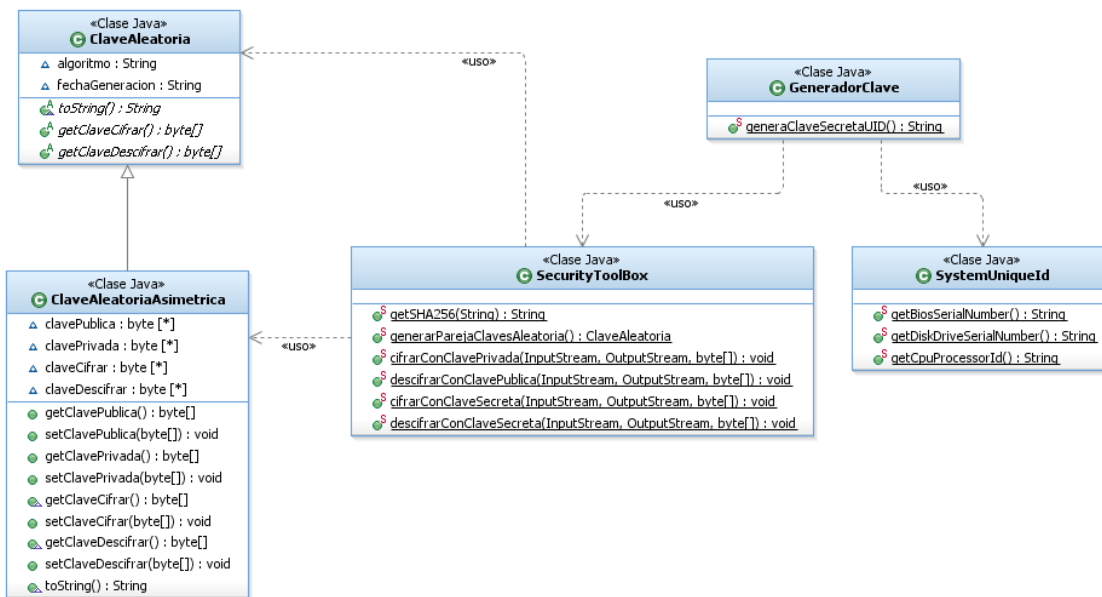 «Clase Java»
ClaveAleatoria
algoritmo : String
fechaGeneracion : String
toString() : String
getClaveCifrar() : byte[]
getClaveDescifrar() : byte[]
«uso»
«Clase Java»
GeneradorClave
generaClaveSecretaUID() : String
«uso»
«uso»
«Clase Java»
ClaveAleatoriaAsimetrica
clavePublica : byte [*]
clavePrivada : byte [*]
claveCifrar : byte [*]
claveDescifrar : byte [*]
getClavePublica() : byte[]
setClavePublica(byte[]) : void
getClavePrivada() : byte[]
setClavePrivada(byte[]) : void
getClaveCifrar() : byte[]
setClaveCifrar(byte[]) : void
getClaveDescifrar() : byte[]
setClaveDescifrar(byte[]) : void
toString() : String
«uso»
«Clase Java»
SecurityToolBox
getSHA256(String) : String
generarParejaClavesAleatoria() : ClaveAleatoria
cifrarConClavePrivada(InputStream, OutputStream, byte[]) : void
descifrarConClavePublica(InputStream, OutputStream, byte[]) : void
cifrarConClaveSecreta(InputStream, OutputStream, byte[]) : void
descifrarConClaveSecreta(InputStream, OutputStream, byte[]) : void
«Clase Java»
SystemUniqueId
getBiosSerialNumber() : String
getDiskDriveSerialNumber() : String
getCpuProcessorId() : String